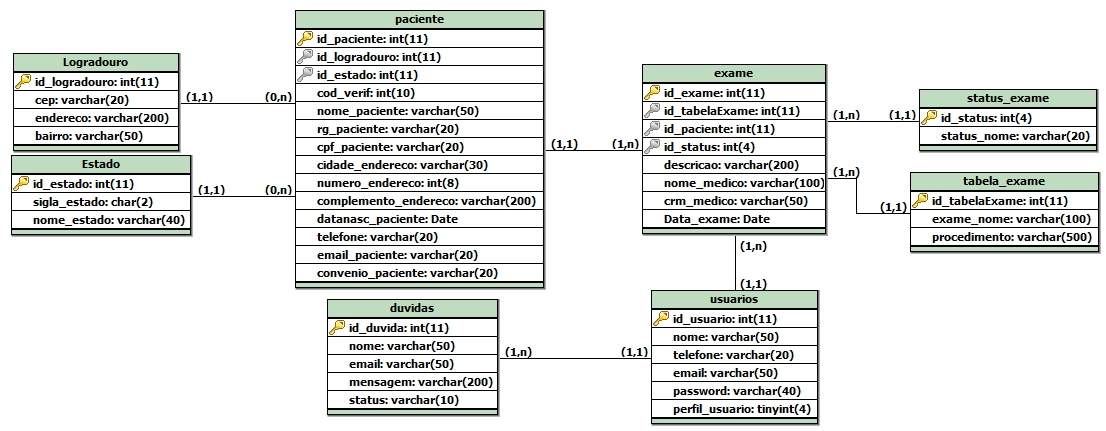 paciente
id_paciente: int(11)
id_logradouro: int(11)
id_estado: int(11)
cod_verif: int(10)
nome_paciente: varchar(50)
rg_paciente: varchar(20)
cpf_paciente: varchar(20)
cidade_endereco: varchar(30)
numero_endereco: int(8)
complemento_endereco: varchar(200)
datanasc_paciente: Date
telefone: varchar(20)
email_paciente: varchar(20)
convenio_paciente: varchar(20)
Logradouro
id_logradouro: int(11)
cep: varchar(20)
endereco: varchar(200)
bairro: varchar(50)
(1,1)
(0,n)
Estado
id_estado: int(11)
sigla_estado: char(2)
nome_estado: varchar(40)
(1,1)
(0,n)
(1,1)
(1,n)
exame
id_exame: int(11)
id_tabelaExame: int(11)
id_paciente: int(11)
id_status: int(4)
descricao: varchar(200)
nome_medico: varchar(100)
crm_medico: varchar(50)
Data_exame: Date
(1,n)
(1,1)
status_exame
id_status: int(4)
status_nome: varchar(20)
(1,n)
(1,1)
tabela_exame
id_tabelaExame: int(11)
exame_nome: varchar(100)
procedimento: varchar(500)
(1,n)
(1,1)
usuarios
id_usuario: int(11)
nome: varchar(50)
telefone: varchar(20)
email: varchar(50)
password: varchar(40)
perfil_usuario: tinyint(4)
duvidas
id_duvida: int(11)
nome: varchar(50)
email: varchar(50)
mensagem: varchar(200)
status: varchar(10)
(1,n)
(1,1)